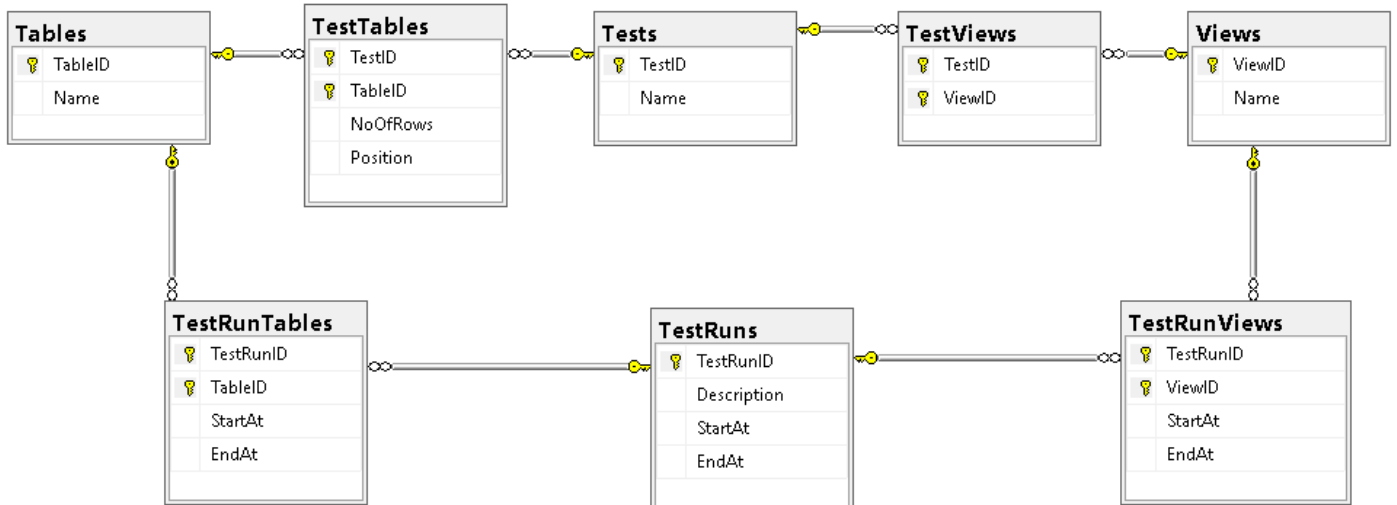 Tables
TableID
Name
TestTables
TestID
TableID
NoOfRows
Position
Tests
TestID
Name
TestViews
TestID
ViewID
Views
ViewID
Name
TestRunTables
TestRunID
TableID
StartAt
EndAt
TestRuns
TestRunID
Description
StartAt
EndAt
TestRunViews
TestRunID
ViewID
StartAt
EndAt